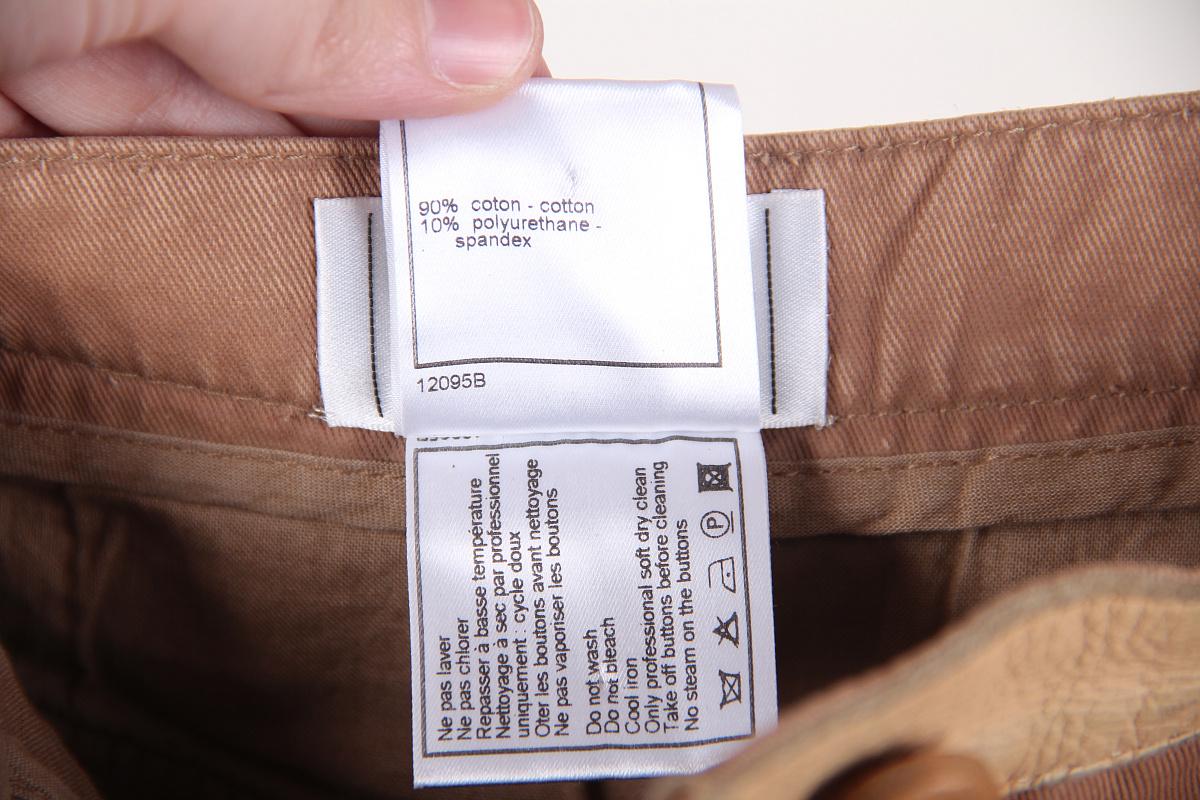 90% coton - cotton
10% polyurethane -
spandex
12095B
Ne pas laver
Ne pas chlorer
Repasser à basse température
Nettoyage à sec par professionnel
uniquement cycle doux
Oter les boutons avant nettoyage
Ne pas vaporiser les boutons
Do not wash
Do not bleach
Cool iron
Only professional soft dry clean
Take off buttons before cleaning
No steam on the buttons
P